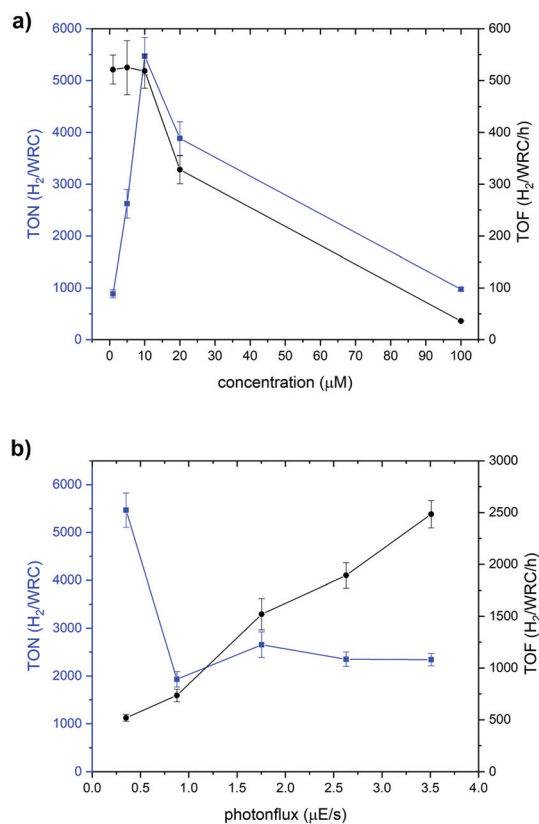 a)
6000
5000
4000
3000
2000
1000
0
TON (H₂/WRC)
600
500
400
300
200
100
0
TOF (H₂/WRC/h)
0 10 20 30 40 50 60 70 80 90 100
concentration (μM)
b)
6000
5000
4000
3000
2000
1000
0
TON (H₂/WRC)
3000
2500
2000
1500
1000
500
0
TOF (H₂/WRC/h)
0.0 0.5 1.0 1.5 2.0 2.5 3.0 3.5 4.0
photonflux (μE/s)